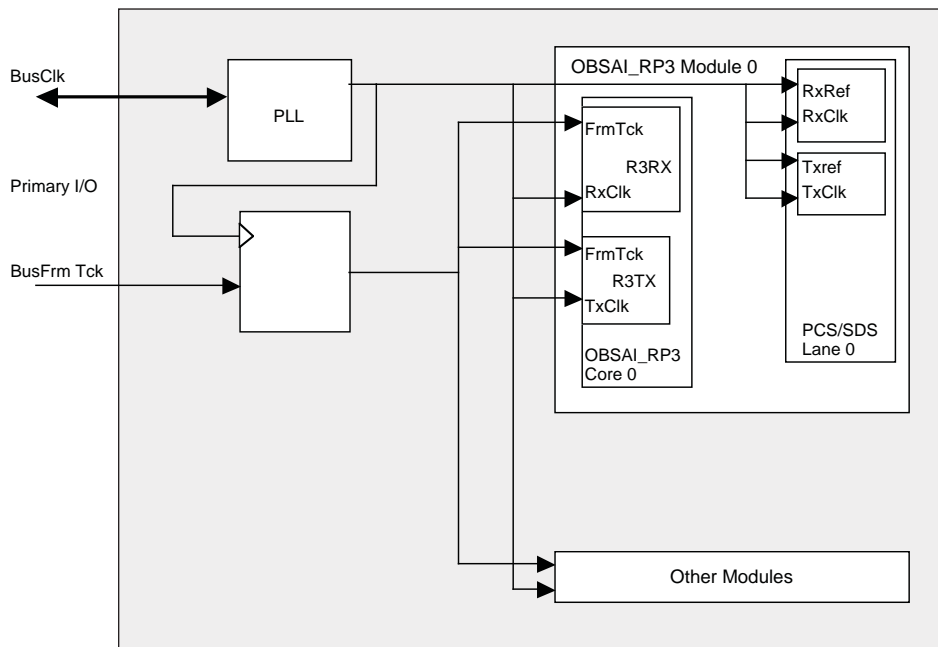 BusClk
PLL
Primary I/O
BusFrm Tck
OBSAI_RP3 Module 0
FrmTck
R3RX
RxClk
FrmTck
R3TX
TxClk
OBSAI_RP3
Core 0
RxRef
RxClk
Txref
TxClk
PCS/SDS
Lane 0
Other Modules